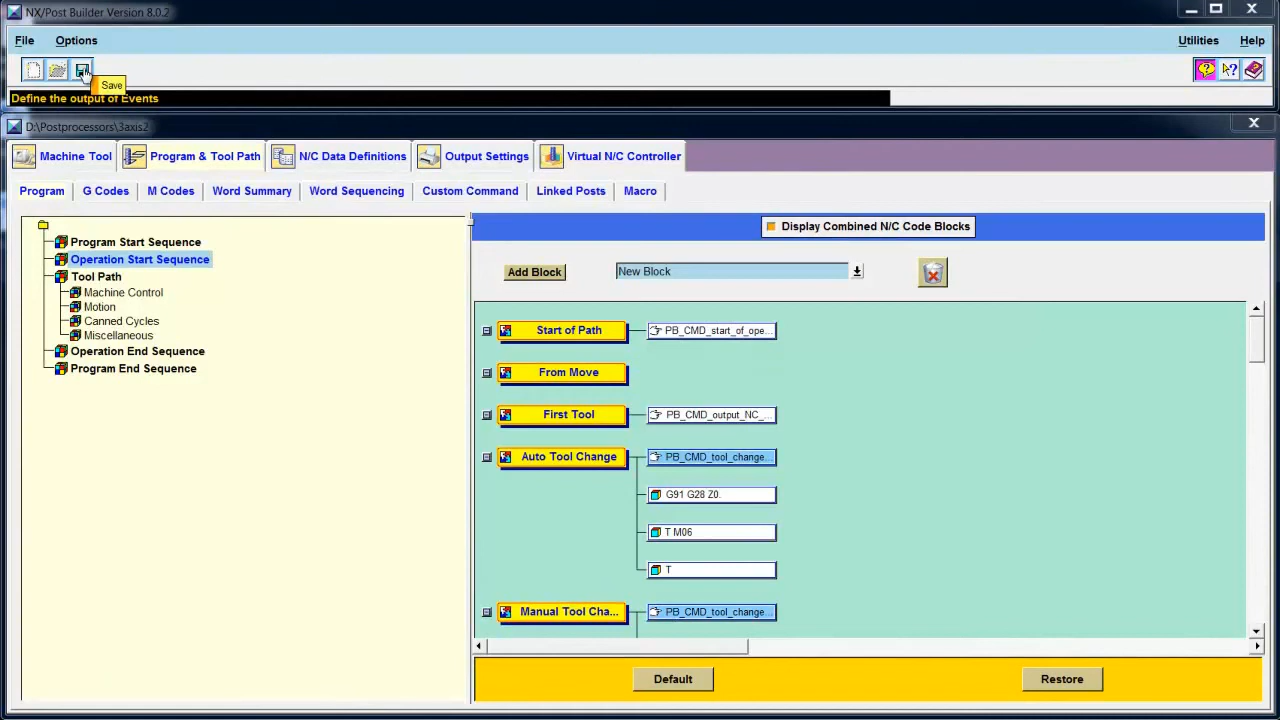 NX/Post Builder Version 8.0.2
File Options Utilities Help
Save
Define the output of Events
D:\Postprocessors\3axis2
Machine Tool Program & Tool Path N/C Data Definitions Output Settings Virtual N/C Controller
Program G Codes M Codes Word Summary Word Sequencing Custom Command Linked Posts Macro
Program Start Sequence
Operation Start Sequence
Tool Path
Machine Control
Motion
Canned Cycles
Miscellaneous
Operation End Sequence
Program End Sequence
Display Combined N/C Code Blocks
Add Block New Block
Start of Path PB_CMD_start_of_ope...
From Move
First Tool PB_CMD_output_NC_...
Auto Tool Change PB_CMD_tool_change...
G91 G28 Z0.
T M06
T
Manual Tool Cha... PB_CMD_tool_change...
Default Restore